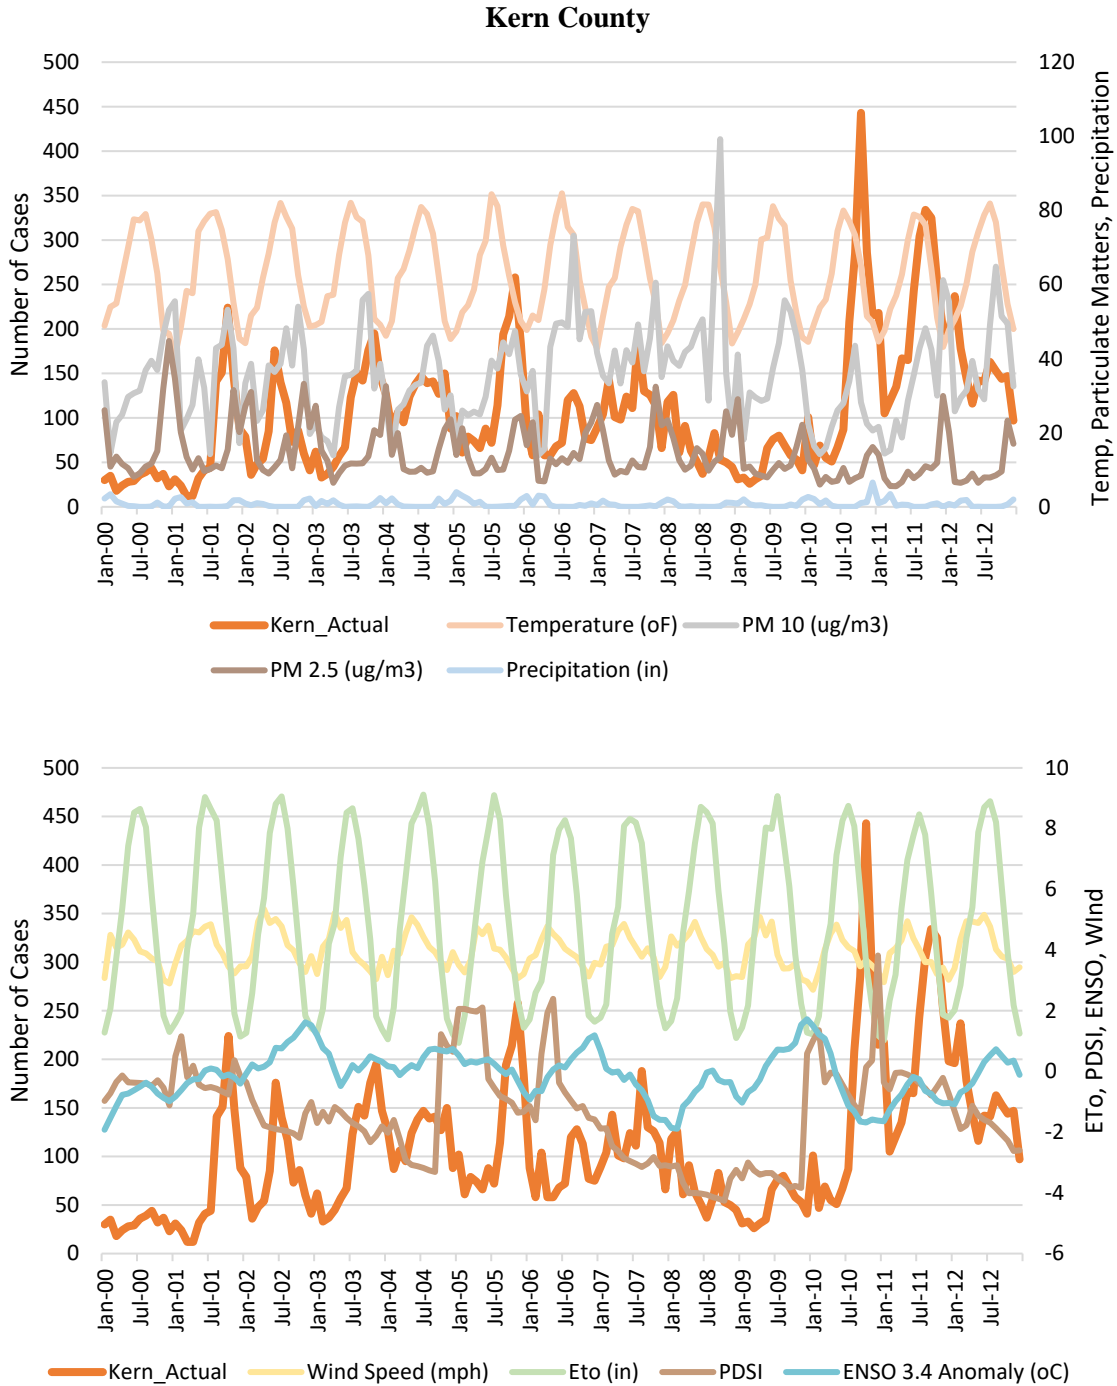 Kern County
500
450
400
350
300
250
200
150
100
50
0
Number of Cases
120
100
80
60
40
20
0
Temp, Particulate Matters, Precipitation
Jan-00
Jul-00
Jan-01
Jul-01
Jan-02
Jul-02
Jan-03
Jul-03
Jan-04
Jul-04
Jan-05
Jul-05
Jan-06
Jul-06
Jan-07
Jul-07
Jan-08
Jul-08
Jan-09
Jul-09
Jan-10
Jul-10
Jan-11
Jul-11
Jan-12
Jul-12
Kern_Actual Temperature (oF) PM 10 (ug/m3)
PM 2.5 (ug/m3) Precipitation (in)
500
450
400
350
300
250
200
150
100
50
0
Number of Cases
10
8
6
4
2
0
-2
-4
-6
ETo, PDSI, ENSO, WInd
Jan-00
Jul-00
Jan-01
Jul-01
Jan-02
Jul-02
Jan-03
Jul-03
Jan-04
Jul-04
Jan-05
Jul-05
Jan-06
Jul-06
Jan-07
Jul-07
Jan-08
Jul-08
Jan-09
Jul-09
Jan-10
Jul-10
Jan-11
Jul-11
Jan-12
Jul-12
Kern_Actual Wind Speed (mph) Eto (in) PDSI ENSO 3.4 Anomaly (oC)